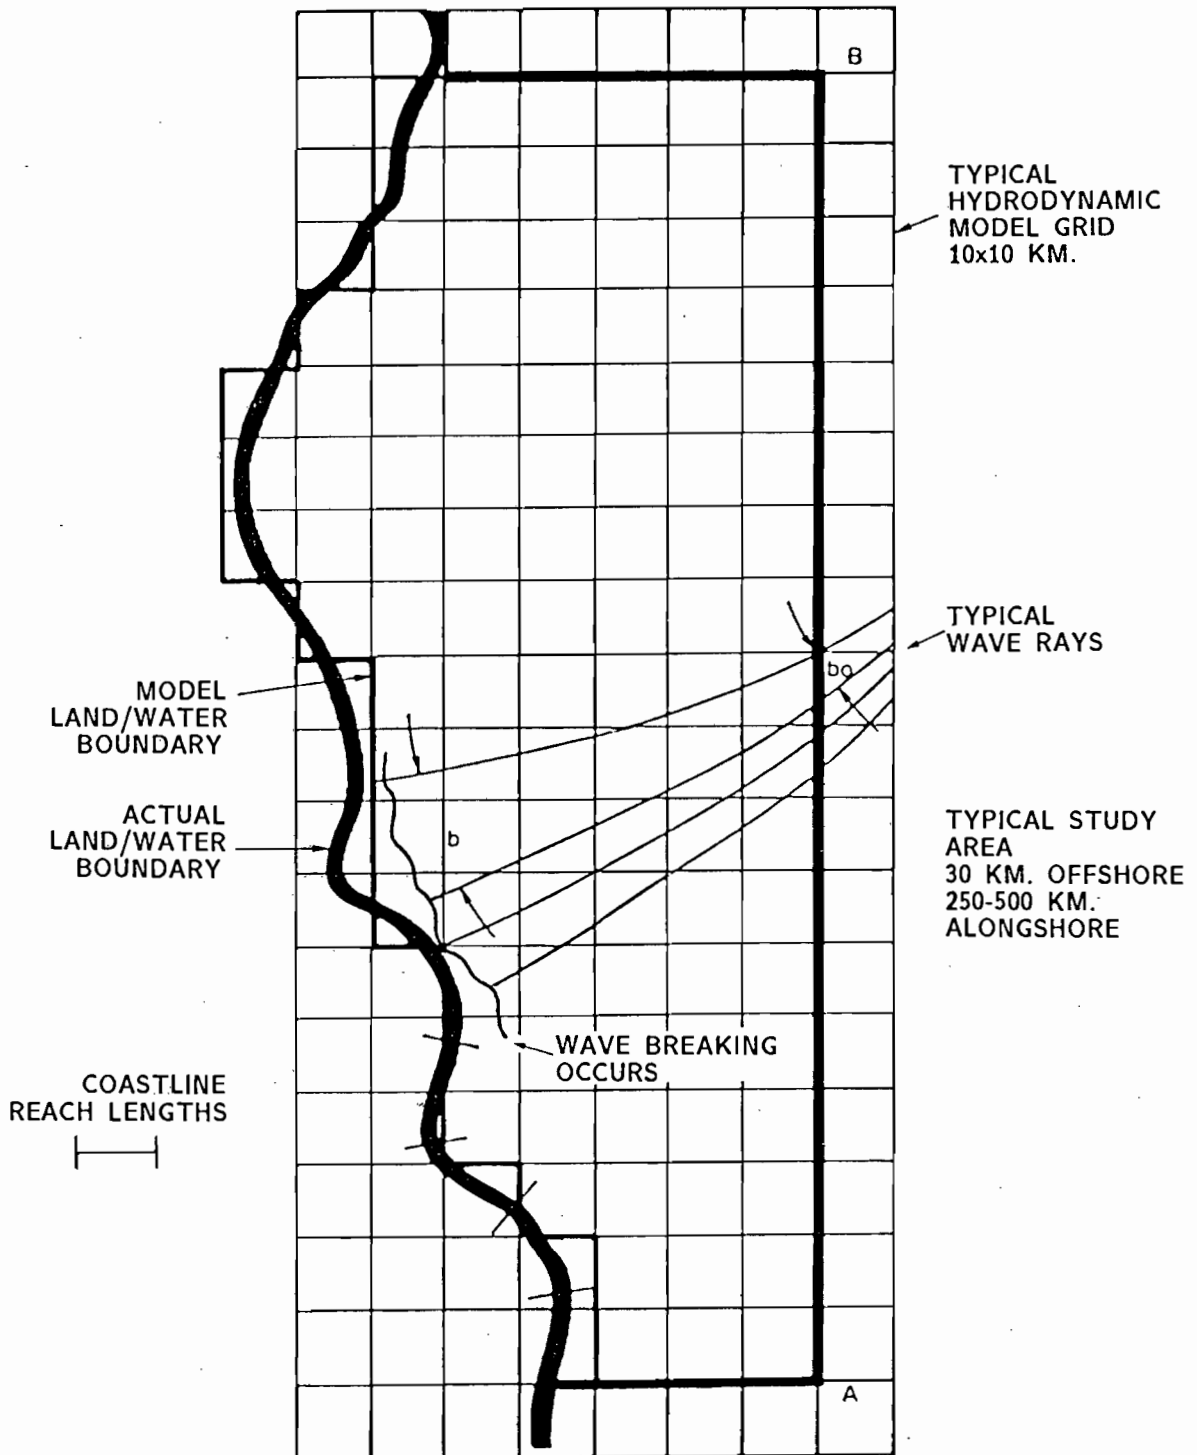 B
TYPICAL
HYDRODYNAMIC
MODEL GRID
10x10 KM.
TYPICAL
WAVE RAYS
bo
MODEL
LAND/WATER
BOUNDARY
ACTUAL
LAND/WATER
BOUNDARY
b
TYPICAL STUDY
AREA
30 KM. OFFSHORE
250-500 KM.
ALONGSHORE
WAVE BREAKING
OCCURS
COASTLINE
REACH LENGTHS
A